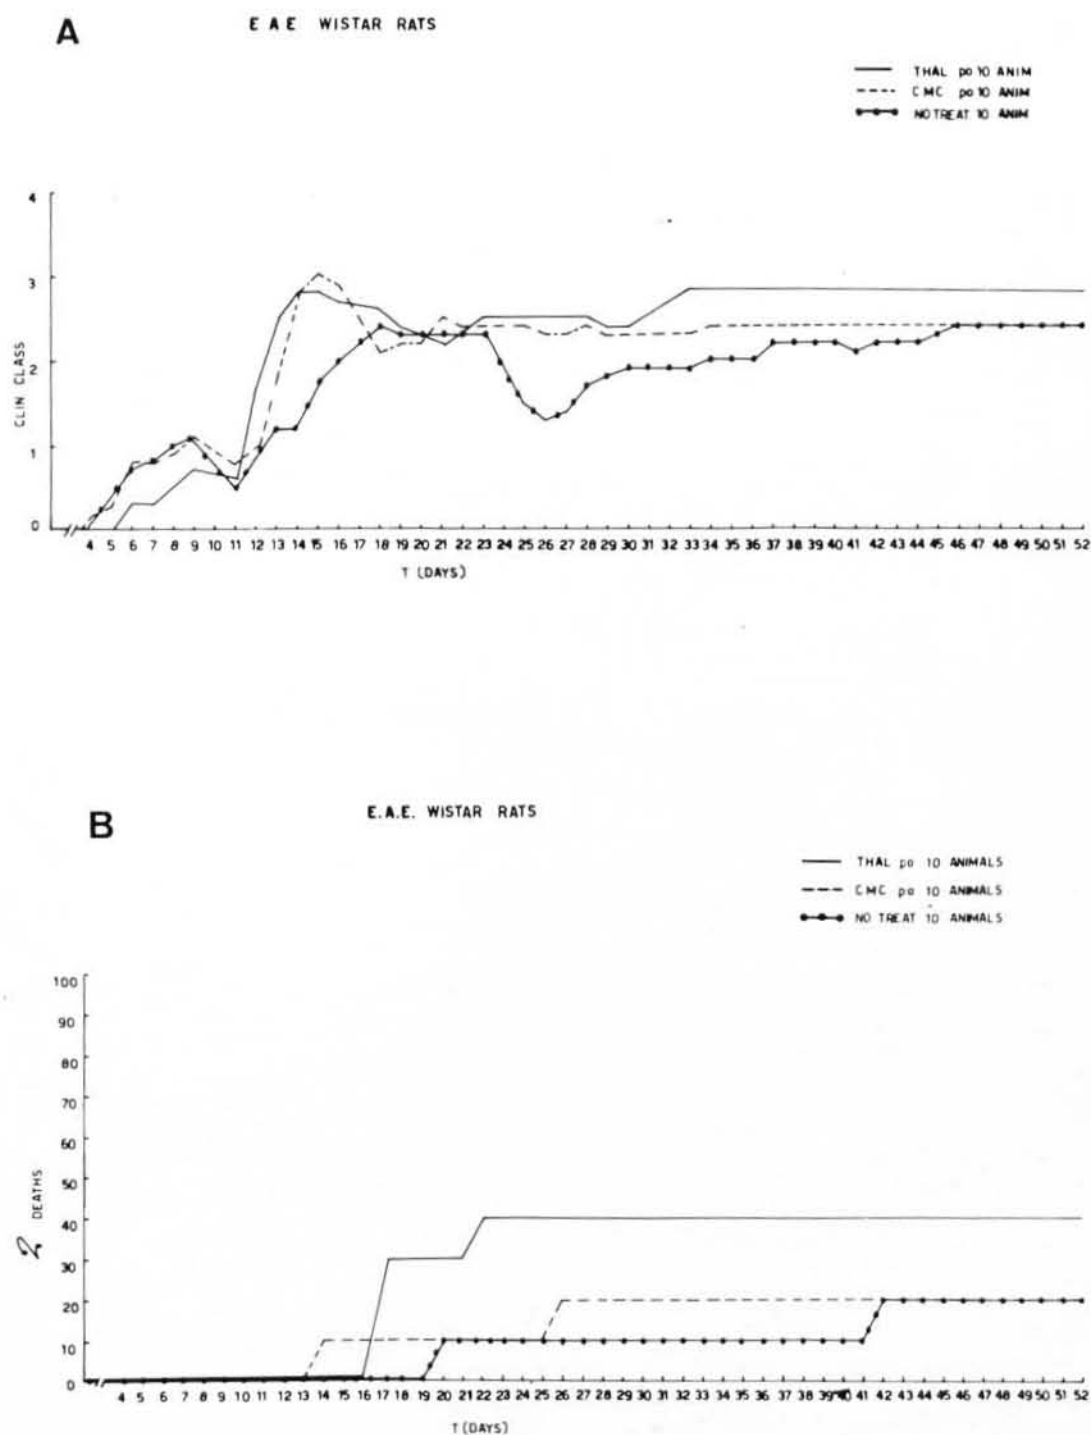 A
E A E WISTAR RATS
THAL po 10 ANIM
CMC po 10 ANIM
NO TREAT 10 ANIM
4
3
2
1
0
CLIN CLASS
4 5 6 7 8 9 10 11 12 13 14 15 16 17 18 19 20 21 22 23 24 25 26 27 28 29 30 31 32 33 34 35 36 37 38 39 40 41 42 43 44 45 46 47 48 49 50 51 52
T (DAYS)
B
E.A.E. WISTAR RATS
THAL po 10 ANIMALS
CMC po 10 ANIMALS
NO TREAT 10 ANIMALS
100
90
80
70
60
50
40
30
20
10
0
DEATHS
4 5 6 7 8 9 10 11 12 13 14 15 16 17 18 19 20 21 22 23 24 25 26 27 28 29 30 31 32 33 34 35 36 37 38 39 40 41 42 43 44 45 46 47 48 49 50 51 52
T (DAYS)